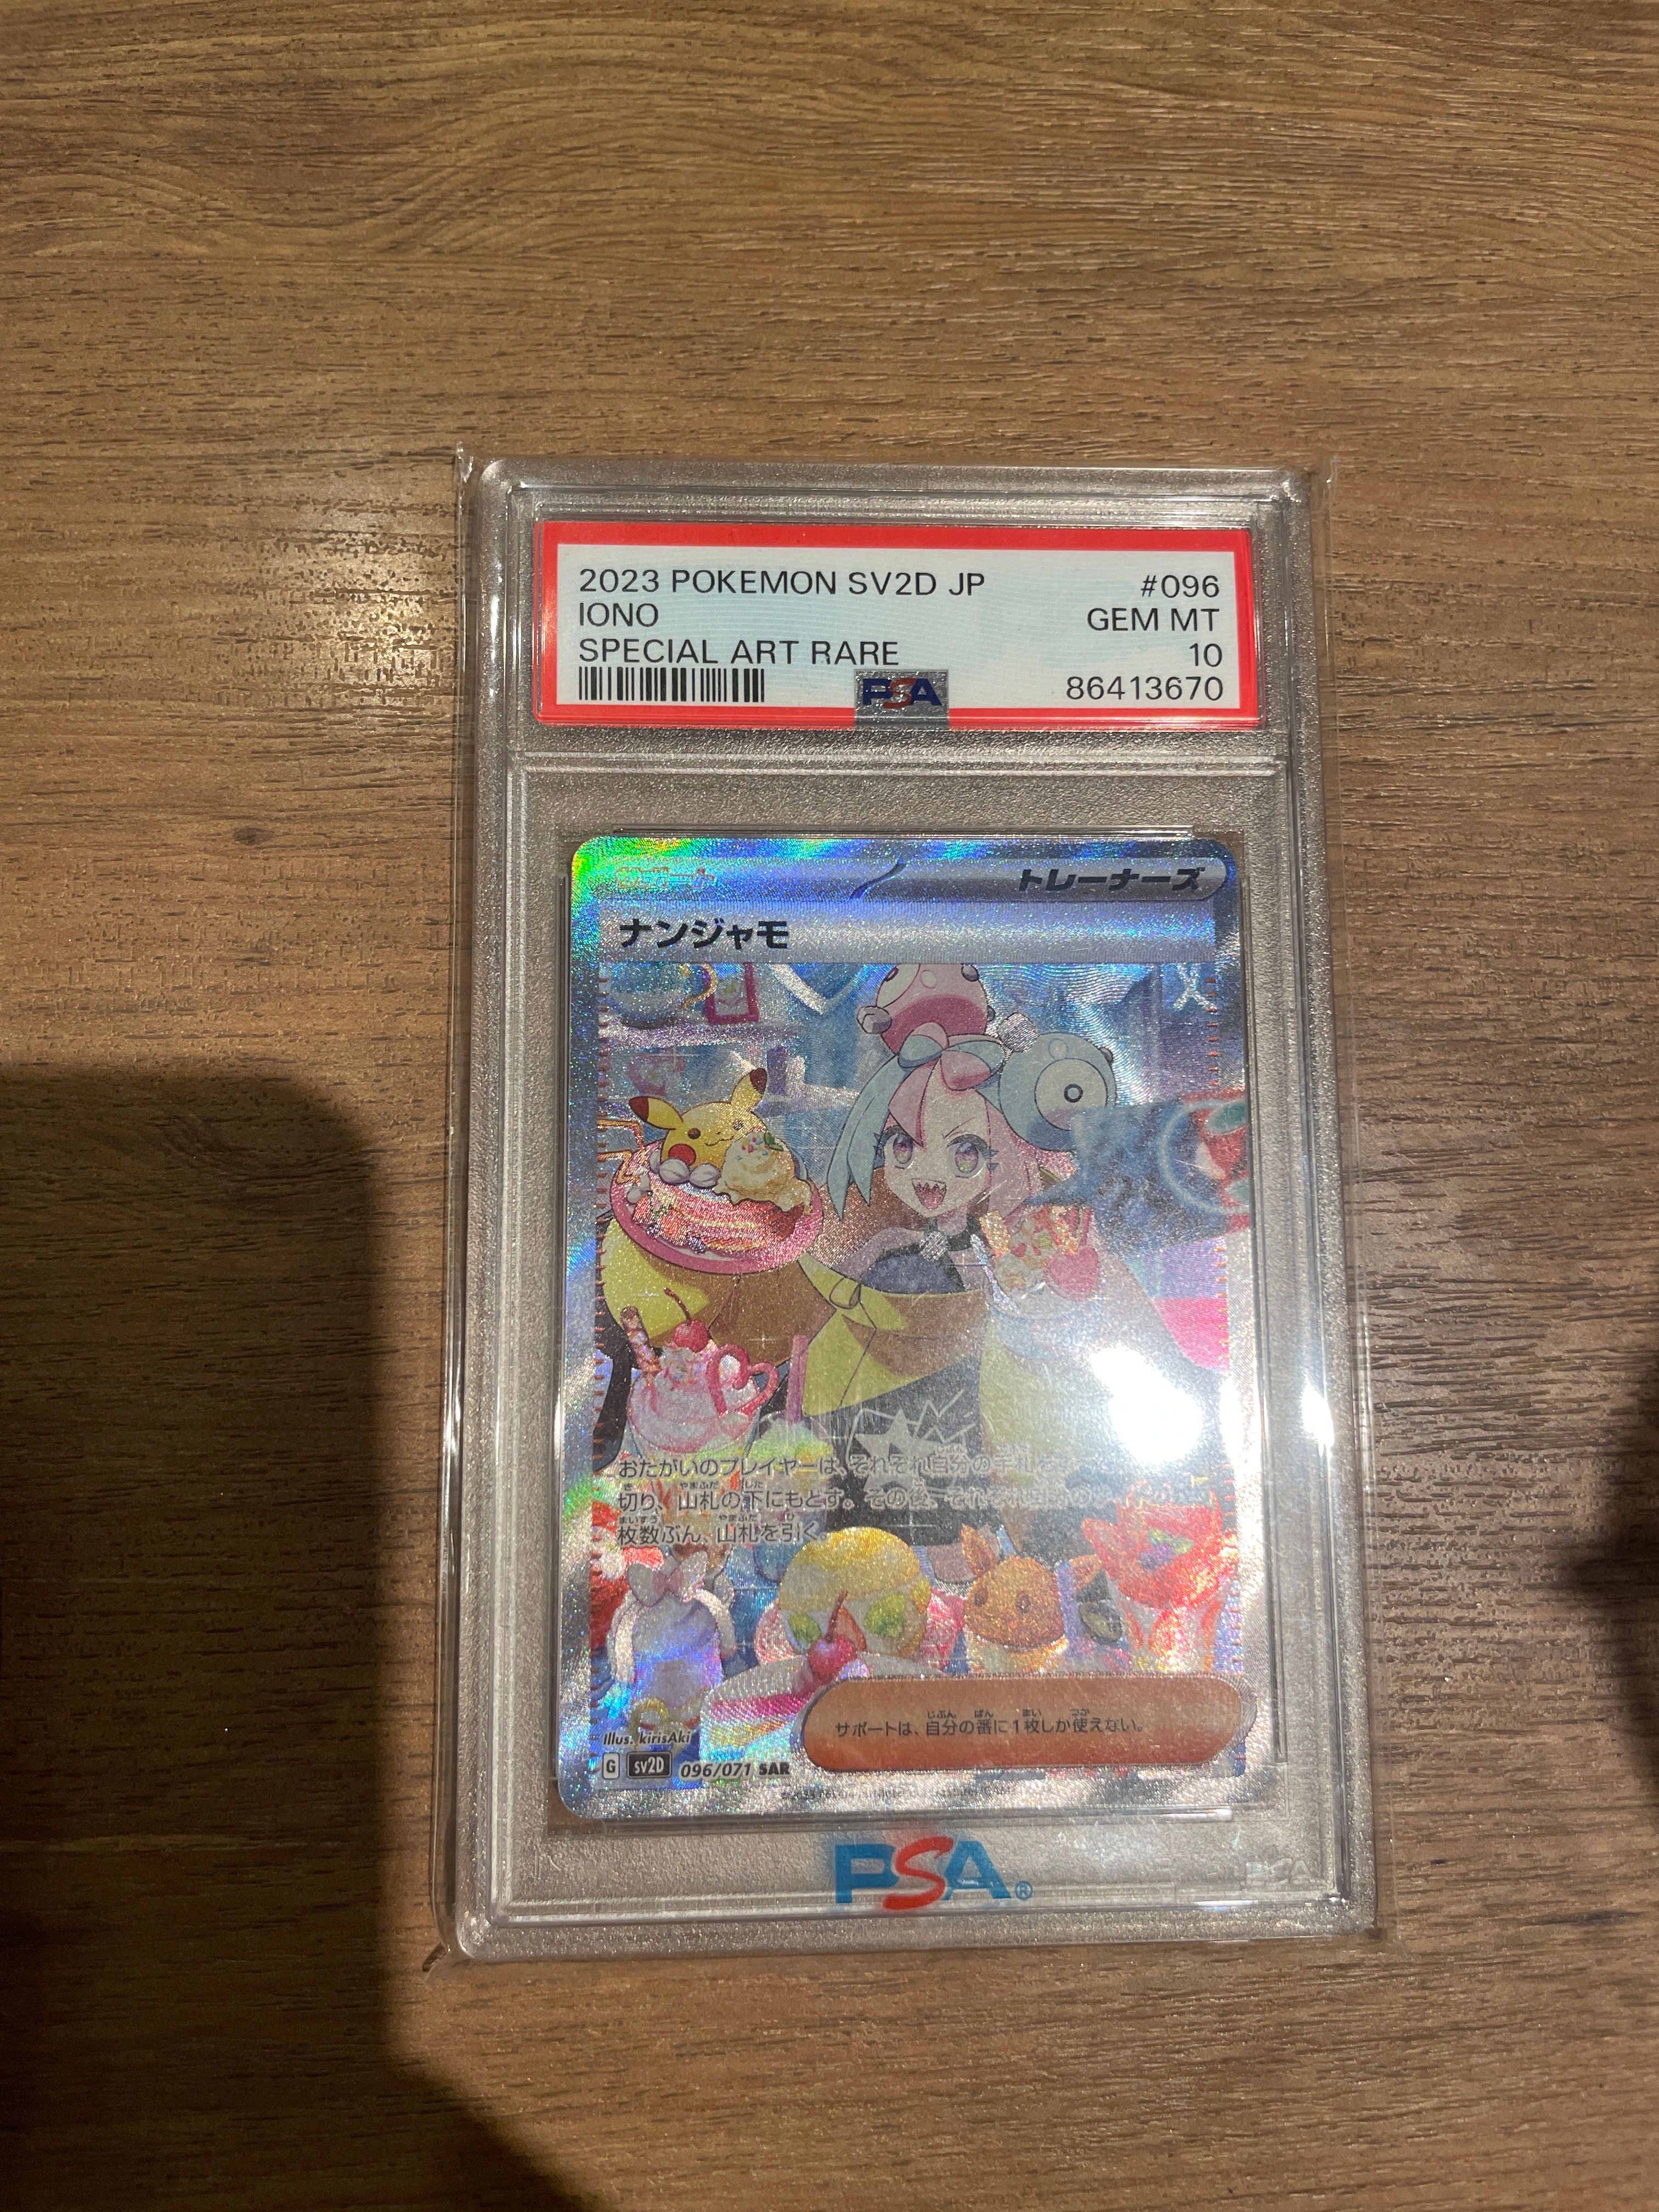 2023 POKEMON SV2D JP #096
IONO GEM MT
SPECIAL ART RARE 10
PSA 86413670
サポート トレーナーズ
ナンジャモ
おたがいのプレイヤーは、それぞれ自分の手札を
切り、山札の下にもどす。その後、それぞれ
枚数ぶん、山札を引く。
サポートは、自分の番に1枚しか使えない。
Illus. kirisAki
G SV2D 096/071 SAR
PSA®